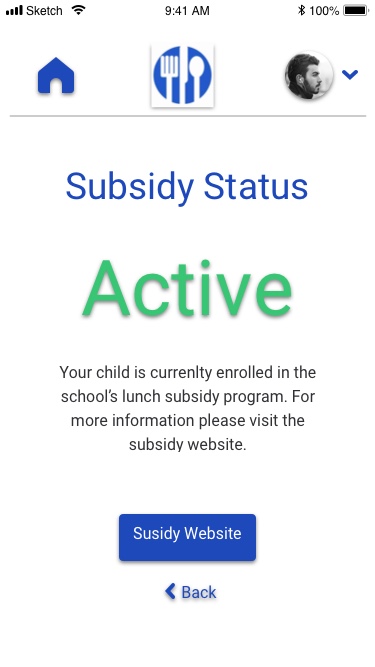 Sketch 9:41 AM 100%
Subsidy Status
Active
Your child is currenlty enrolled in the
school's lunch subsidy program. For
more information please visit the
subsidy website.
Susidy Website
Back